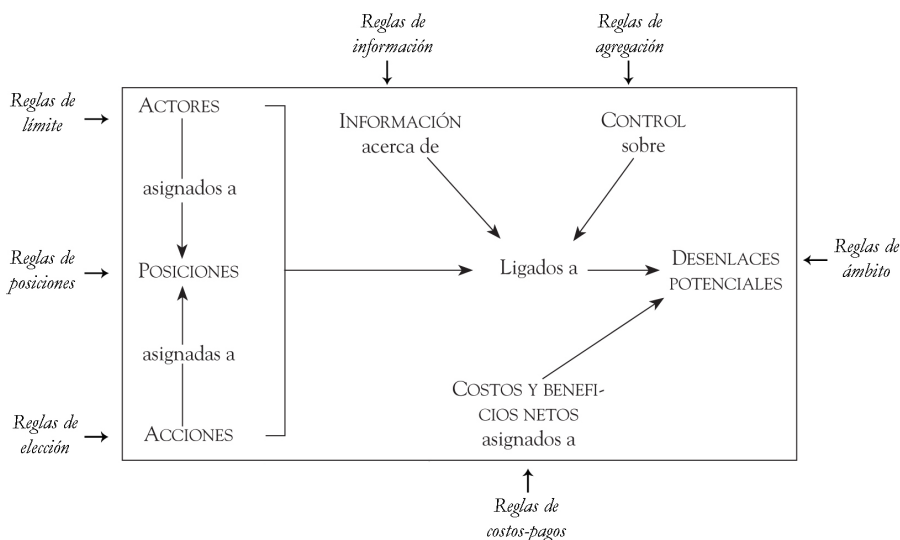 Reglas de
información
Reglas de
agregación
Reglas de
límite
ACTORES
INFORMACIÓN
acerca de
CONTROL
sobre
asignados a
Reglas de
posiciones
POSICIONES
Ligados a
DESENLACES
POTENCIALES
Reglas de
ámbito
asignadas a
COSTOS Y BENEFI-
CIOS NETOS
asignados a
Reglas de
elección
ACCIONES
Reglas de
costos-pagos